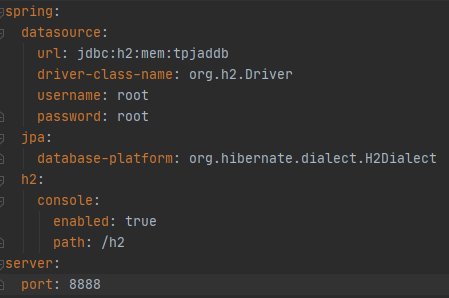 spring:
  datasource:
    url: jdbc:h2:mem:tpjaddb
    driver-class-name: org.h2.Driver
    username: root
    password: root
  jpa:
    database-platform: org.hibernate.dialect.H2Dialect
  h2:
    console:
      enabled: true
      path: /h2
server:
  port: 8888